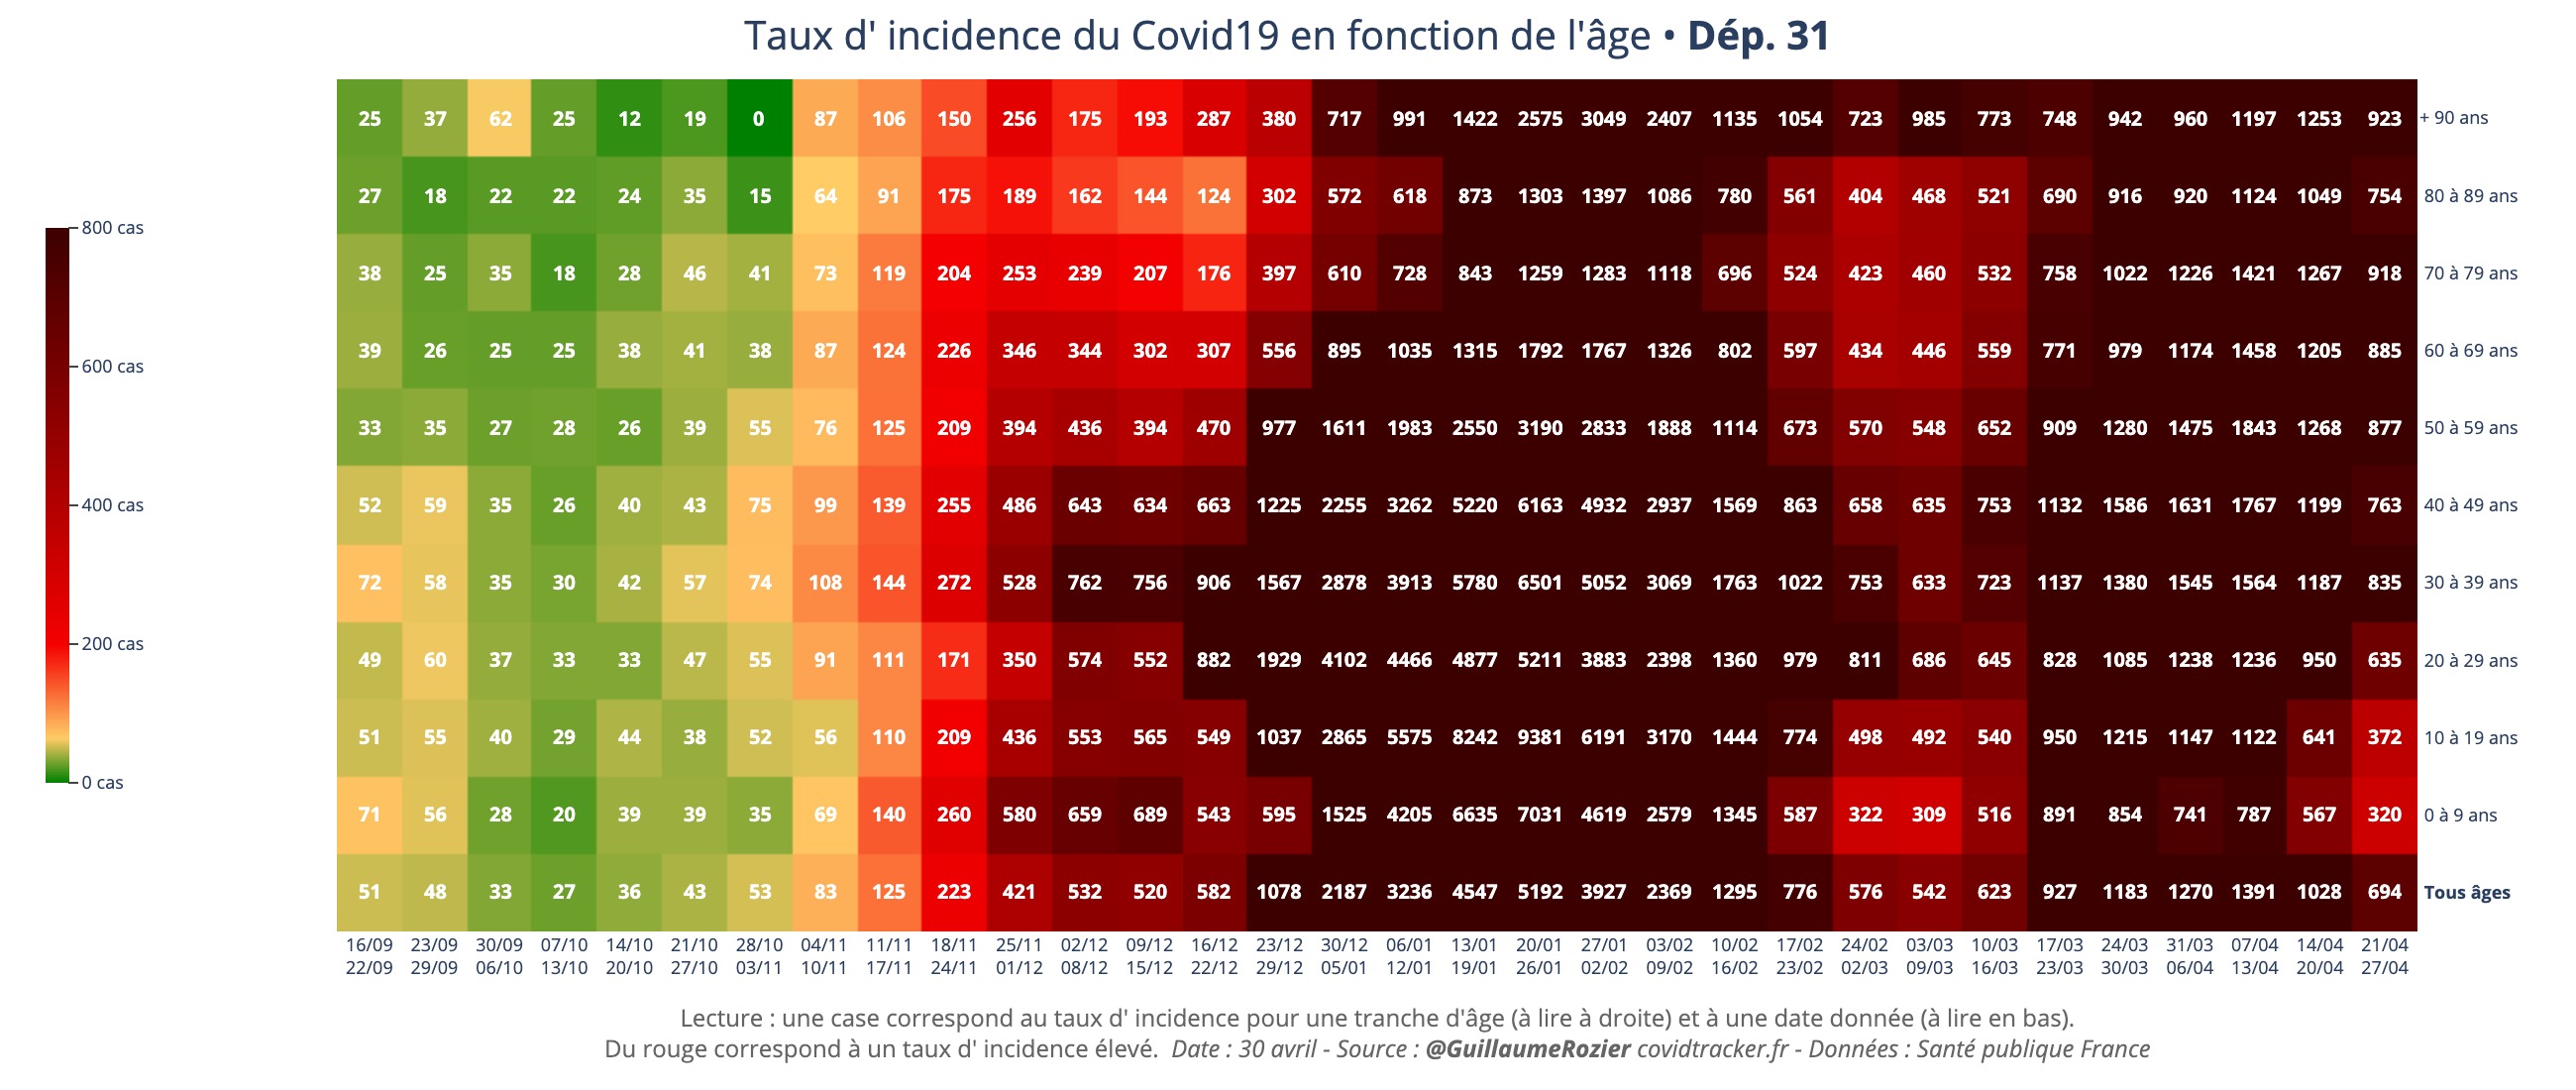 Taux d' incidence du Covid19 en fonction de l'âge • Dép. 31
25 37 62 25 12 19 0 87 106 150 256 175 193 287 380 717 991 1422 2575 3049 2407 1135 1054 723 985 773 748 942 960 1197 1253 923 + 90 ans
27 18 22 22 24 35 15 64 91 175 189 162 144 124 302 572 618 873 1303 1397 1086 780 561 404 468 521 690 916 920 1124 1049 754 80 à 89 ans
800 cas
38 25 35 18 28 46 41 73 119 204 253 239 207 176 397 610 728 843 1259 1283 1118 696 524 423 460 532 758 1022 1226 1421 1267 918 70 à 79 ans
39 26 25 25 38 41 38 87 124 226 346 344 302 307 556 895 1035 1315 1792 1767 1326 802 597 434 446 559 771 979 1174 1458 1205 885 60 à 69 ans
600 cas
33 35 27 28 26 39 55 76 125 209 394 436 394 470 977 1611 1983 2550 3190 2833 1888 1114 673 570 548 652 909 1280 1475 1843 1268 877 50 à 59 ans
400 cas
52 59 35 26 40 43 75 99 139 255 486 643 634 663 1225 2255 3262 5220 6163 4932 2937 1569 863 658 635 753 1132 1586 1631 1767 1199 763 40 à 49 ans
72 58 35 30 42 57 74 108 144 272 528 762 756 906 1567 2878 3913 5780 6501 5052 3069 1763 1022 753 633 723 1137 1380 1545 1564 1187 835 30 à 39 ans
200 cas
49 60 37 33 33 47 55 91 111 171 350 574 552 882 1929 4102 4466 4877 5211 3883 2398 1360 979 811 686 645 828 1085 1238 1236 950 635 20 à 29 ans
51 55 40 29 44 38 52 56 110 209 436 553 565 549 1037 2865 5575 8242 9381 6191 3170 1444 774 498 492 540 950 1215 1147 1122 641 372 10 à 19 ans
0 cas
71 56 28 20 39 39 35 69 140 260 580 659 689 543 595 1525 4205 6635 7031 4619 2579 1345 587 322 309 516 891 854 741 787 567 320 0 à 9 ans
51 48 33 27 36 43 53 83 125 223 421 532 520 582 1078 2187 3236 4547 5192 3927 2369 1295 776 576 542 623 927 1183 1270 1391 1028 694 Tous âges
16/09 23/09 30/09 07/10 14/10 21/10 28/10 04/11 11/11 18/11 25/11 02/12 09/12 16/12 23/12 30/12 06/01 13/01 20/01 27/01 03/02 10/02 17/02 24/02 03/03 10/03 17/03 24/03 31/03 07/04 14/04 21/04
22/09 29/09 06/10 13/10 20/10 27/10 03/11 10/11 17/11 24/11 01/12 08/12 15/12 22/12 29/12 05/01 12/01 19/01 26/01 02/02 09/02 16/02 23/02 02/03 09/03 16/03 23/03 30/03 06/04 13/04 20/04 27/04
Lecture : une case correspond au taux d' incidence pour une tranche d'âge (à lire à droite) et à une date donnée (à lire en bas).
Du rouge correspond à un taux d' incidence élevé. Date : 30 avril - Source : @GuillaumeRozier covidtracker.fr - Données : Santé publique France